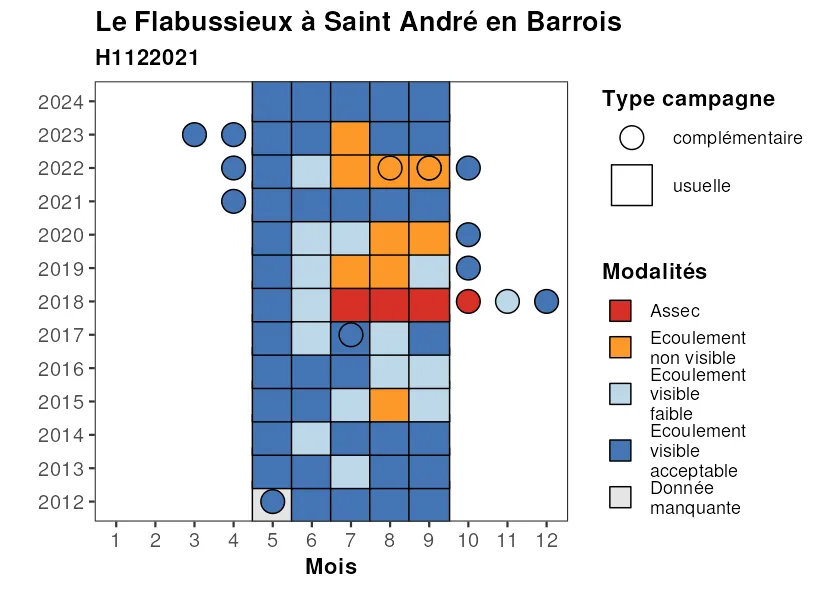 Le Flabussieux à Saint André en Barrois
H1122021
2024
2023
2022
2021
2020
2019
2018
2017
2016
2015
2014
2013
2012
1 2 3 4 5 6 7 8 9 10 11 12
Mois
Type campagne
complémentaire
usuelle
Modalités
Assec
Ecoulement
non visible
Ecoulement
visible
faible
Ecoulement
visible
acceptable
Donnée
manquante